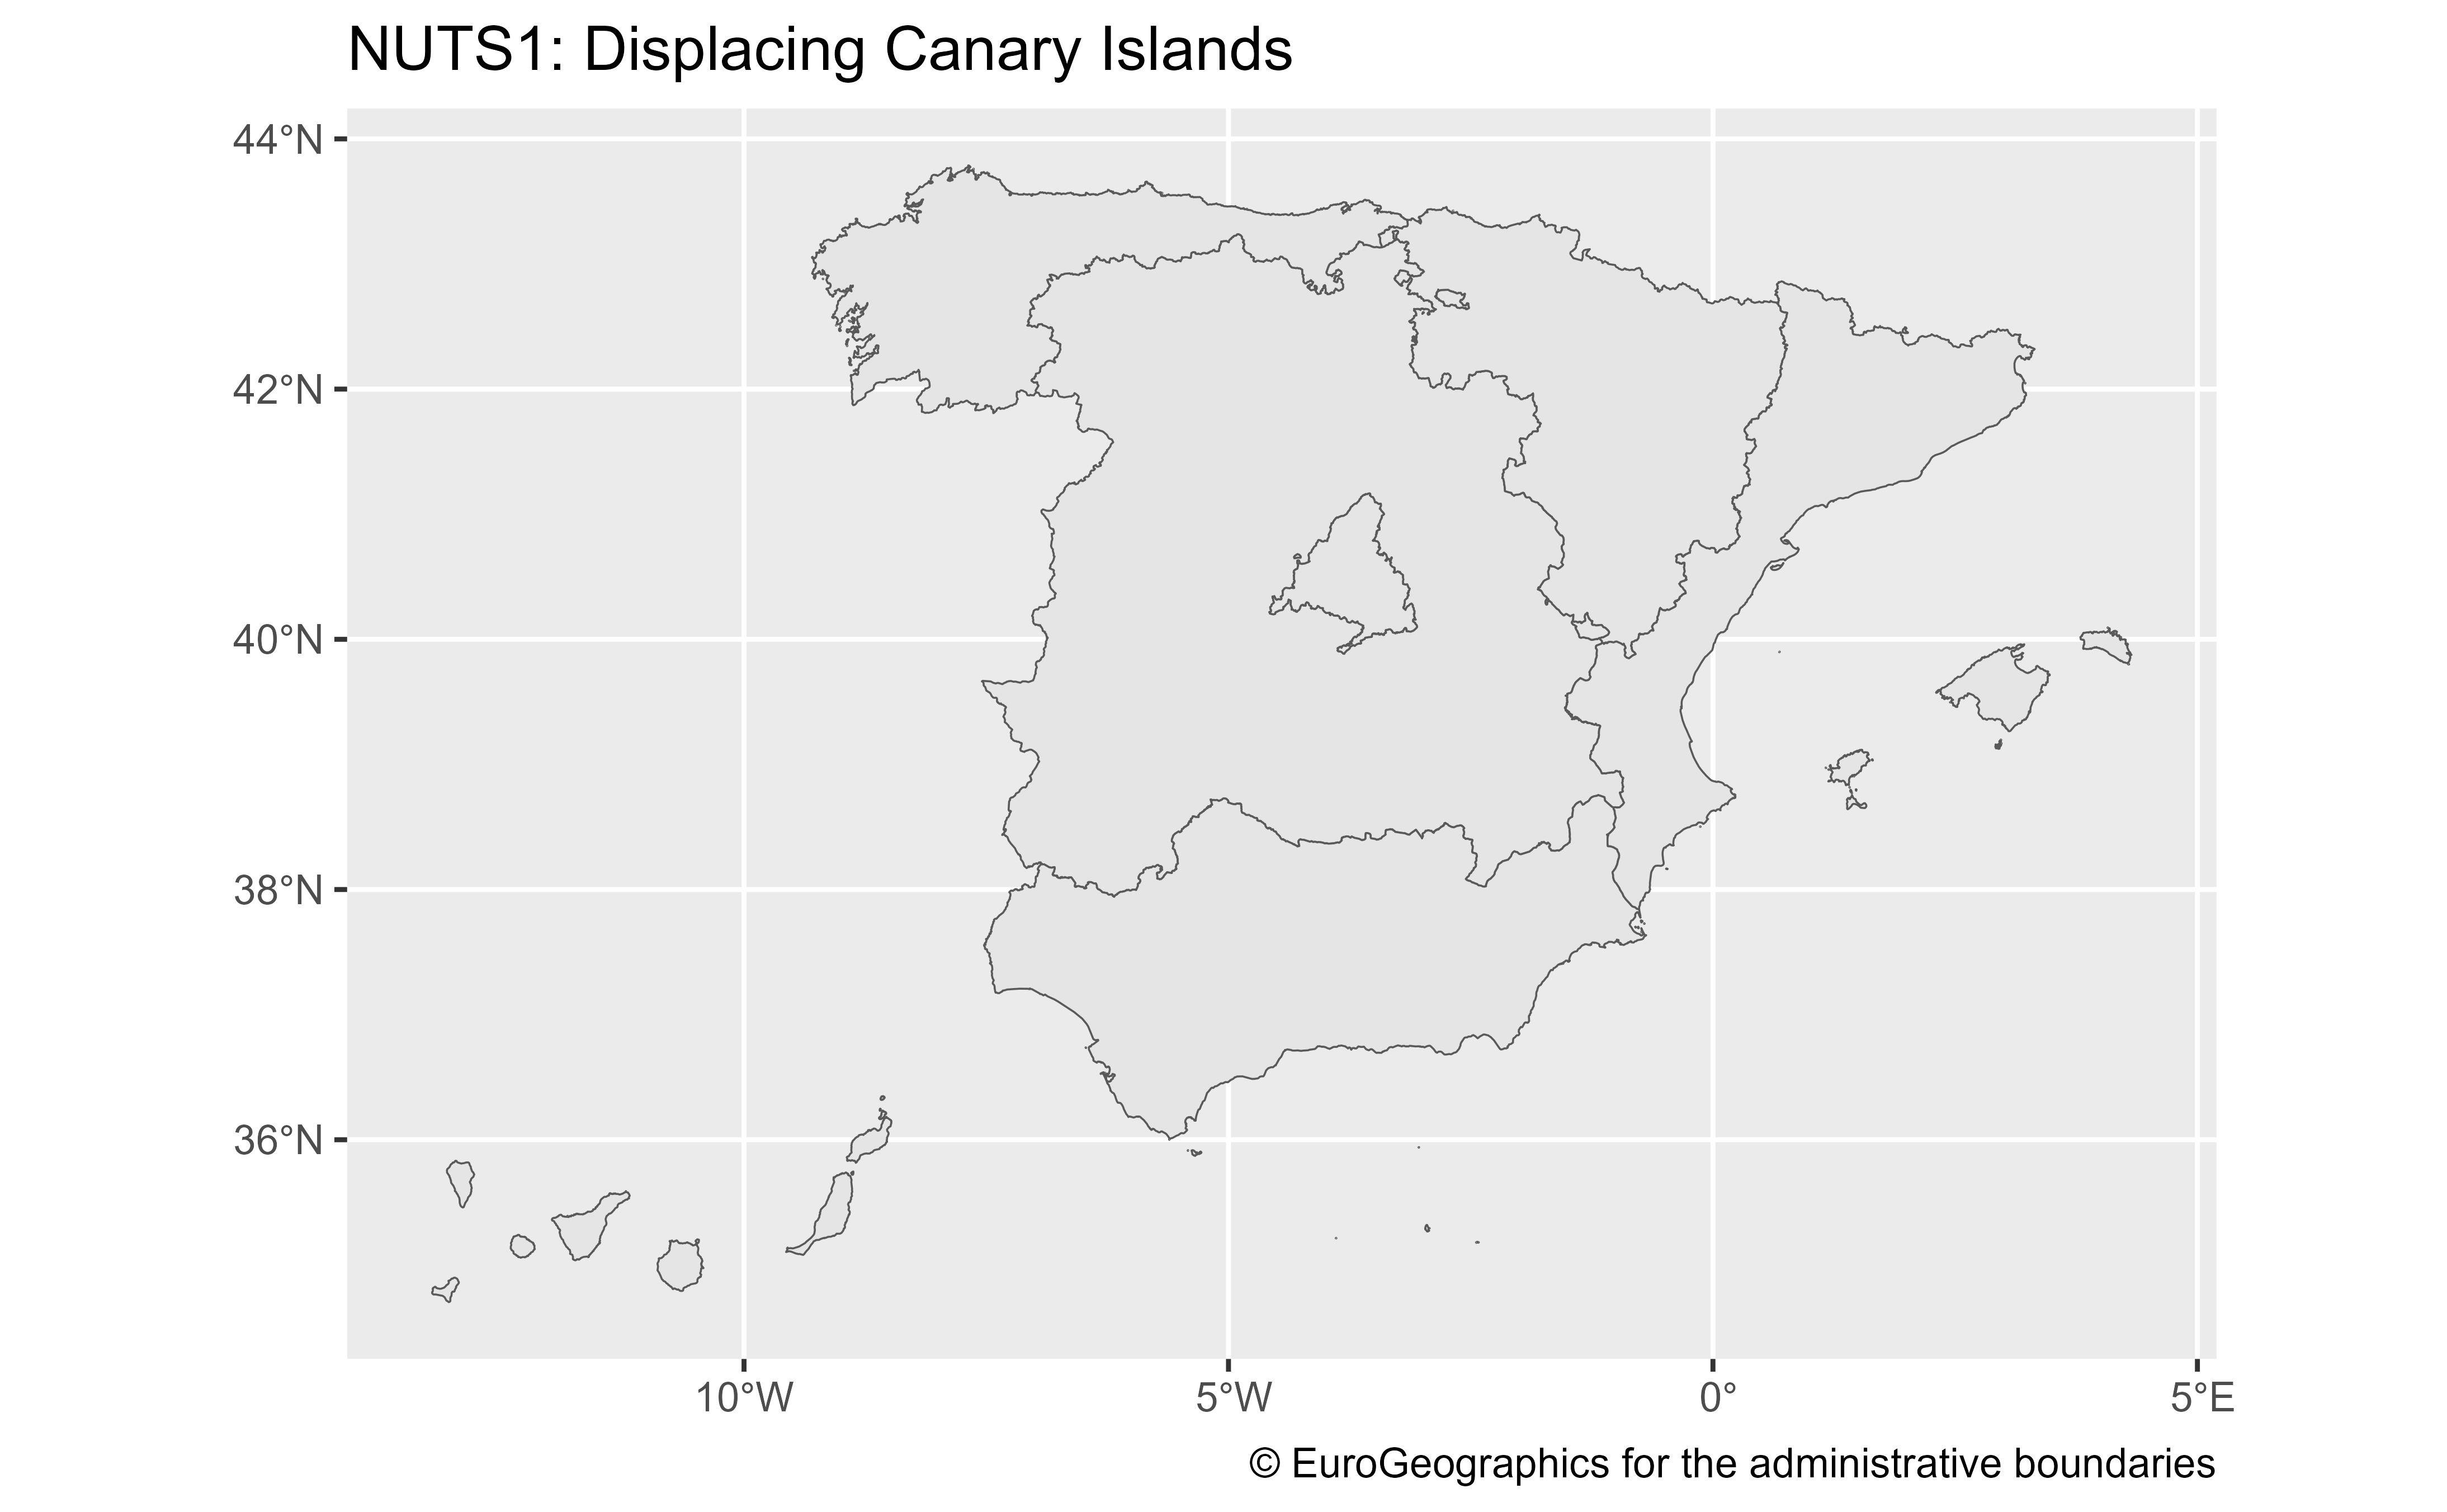 NUTS1: Displacing Canary Islands
44°N
42°N
40°N
38°N
36°N
10°W
5°W
0°
5°E
© EuroGeographics for the administrative boundaries